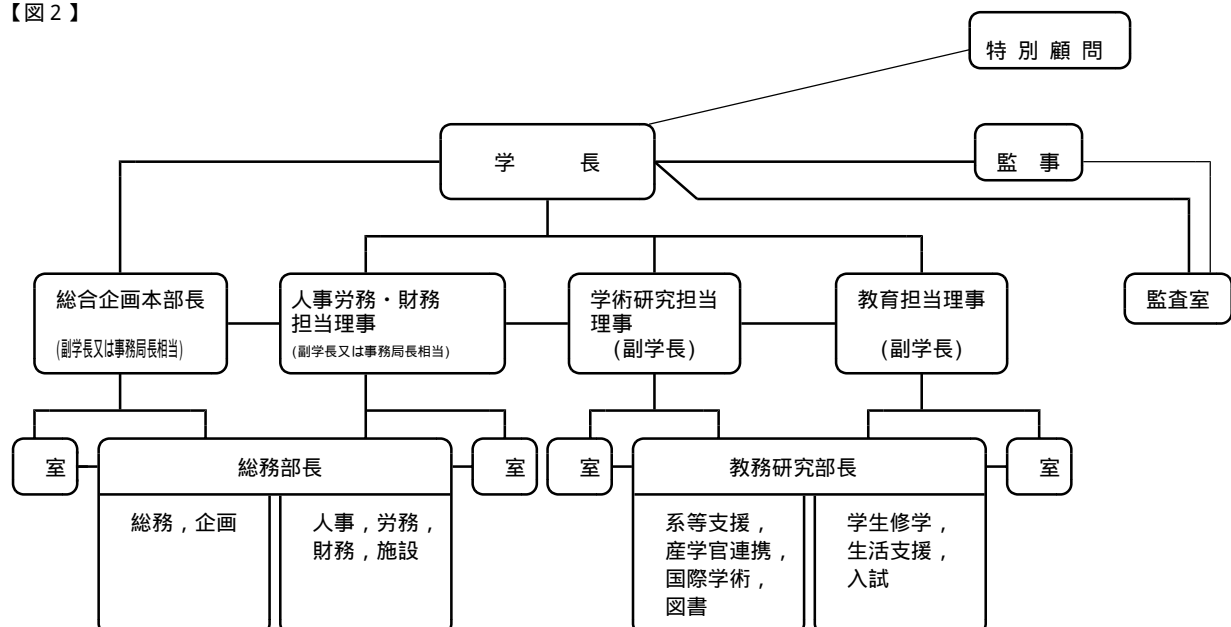 【図２】
特別顧問
学　　長
監　事
総合企画本部長
(副学長又は事務局長相当)
人事労務・財務
担当理事
(副学長又は事務局長相当)
学術研究担当
理事
(副学長)
教育担当理事
(副学長)
監査室
室
総務部長
室
室
教務研究部長
室
総務，企画
人事，労務，
財務，施設
系等支援，
産学官連携，
国際学術，
図書
学生修学，
生活支援，
入試